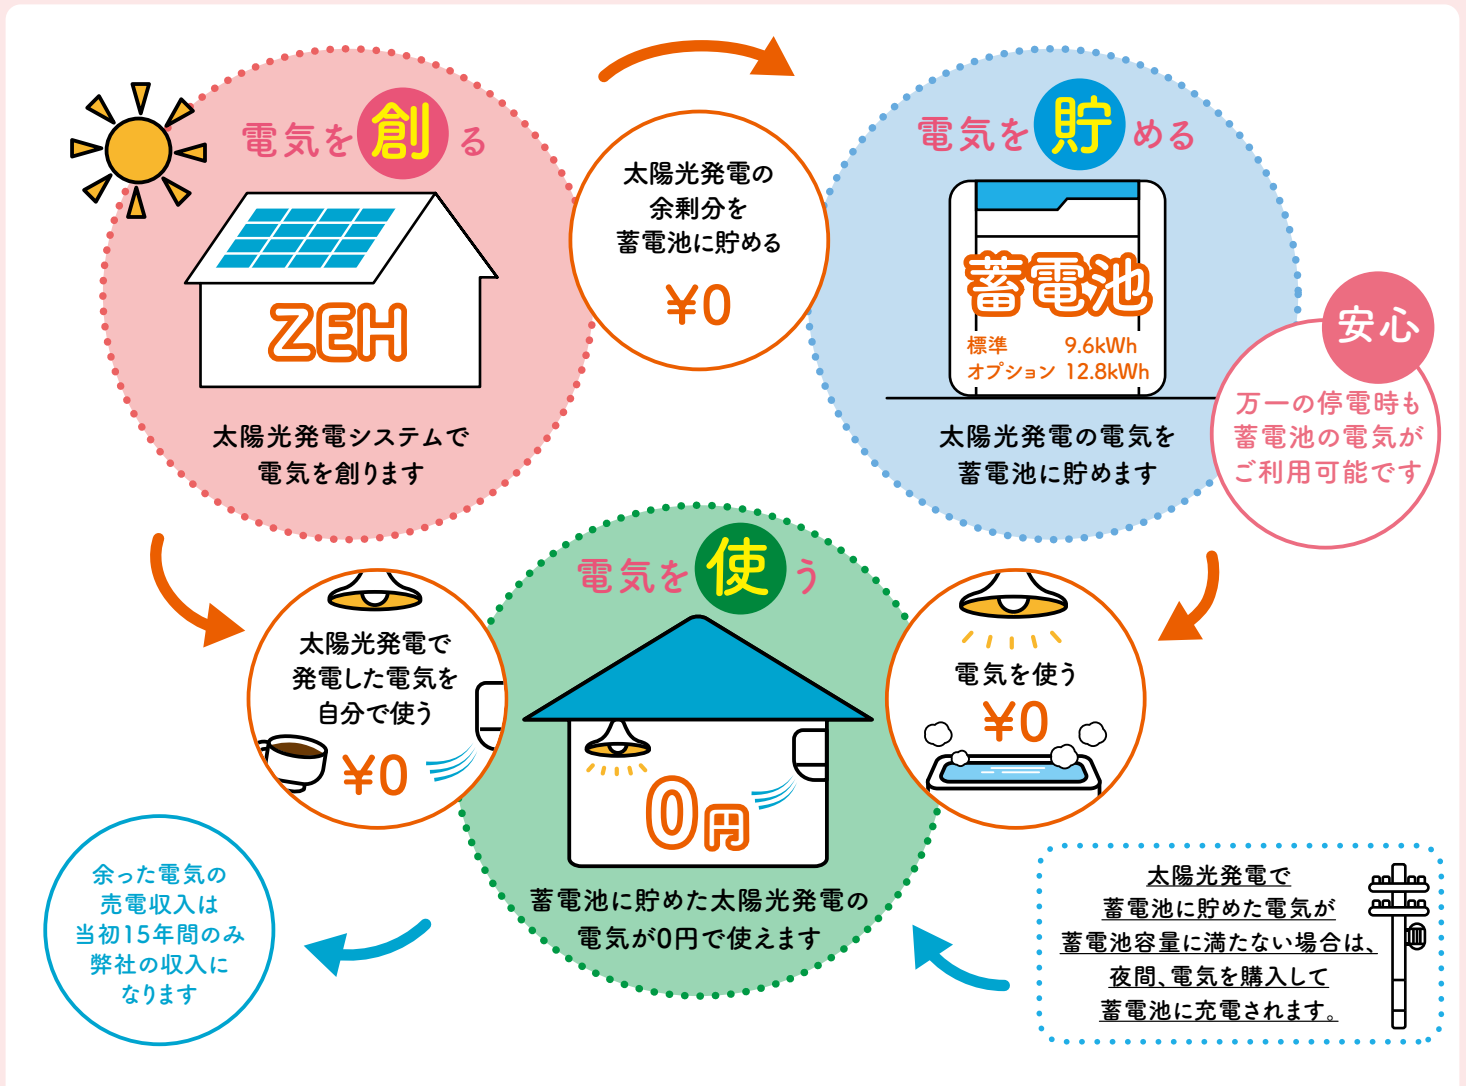 電気を創る
ZEH
太陽光発電システムで
電気を創ります
太陽光発電の
余剰分を
蓄電池に貯める
¥0
電気を貯める
蓄電池
標準 9.6kWh
オプション 12.8kWh
太陽光発電の電気を
蓄電池に貯めます
安心
万一の停電時も
蓄電池の電気が
ご利用可能です
太陽光発電で
発電した電気を
自分で使う
¥0
電気を使う
0円
蓄電池に貯めた太陽光発電の
電気が0円で使えます
電気を使う
¥0
余った電気の
売電収入は
当初15年間のみ
弊社の収入に
なります
太陽光発電で
蓄電池に貯めた電気が
蓄電池容量に満たない場合は、
夜間、電気を購入して
蓄電池に充電されます。